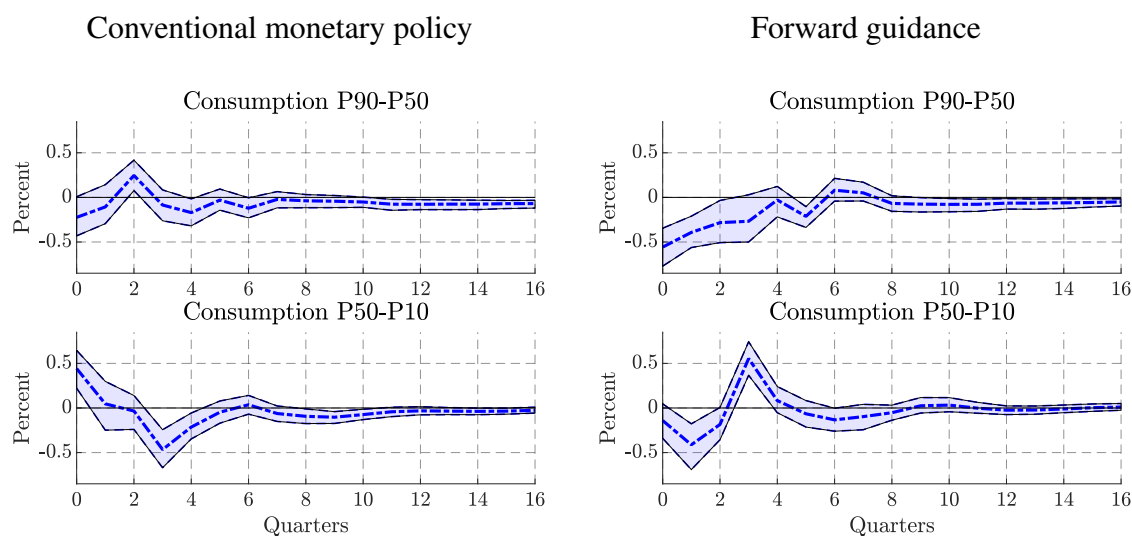 Conventional monetary policy
Forward guidance
Consumption P90-P50
Percent
0.5
0
-0.5
0 2 4 6 8 10 12 14 16
Consumption P90-P50
Percent
0.5
0
-0.5
0 2 4 6 8 10 12 14 16
Consumption P50-P10
Percent
0.5
0
-0.5
0 2 4 6 8 10 12 14 16
Quarters
Consumption P50-P10
Percent
0.5
0
-0.5
0 2 4 6 8 10 12 14 16
Quarters